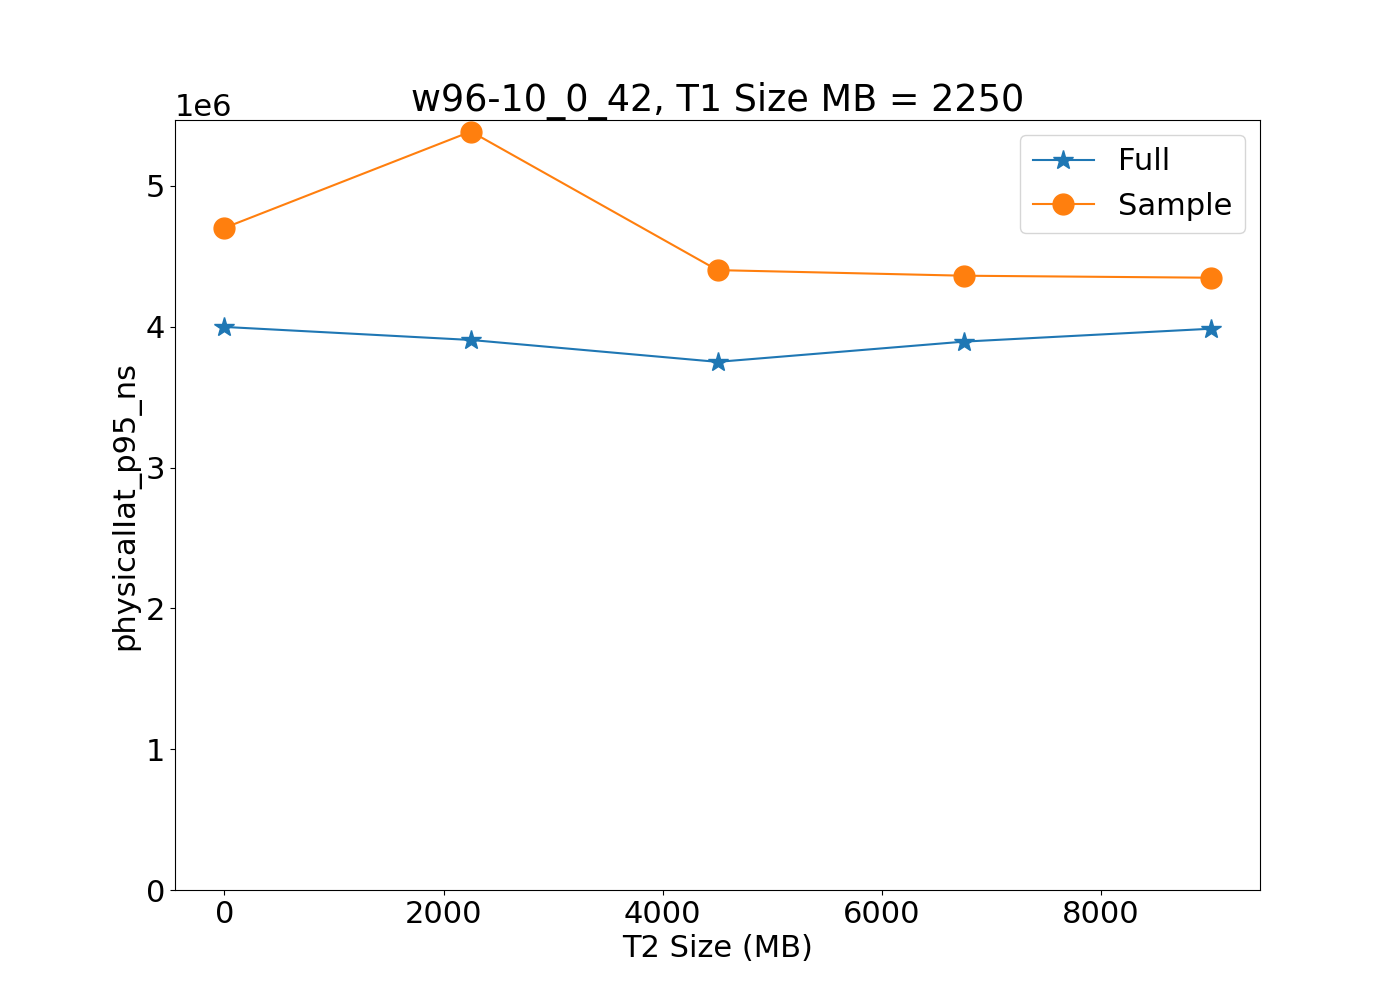 w96-10_0_42, T1 Size MB = 2250
1e6
Full
Sample
5
4
3
2
1
0
physicallat_p95_ns
0 2000 4000 6000 8000
T2 Size (MB)